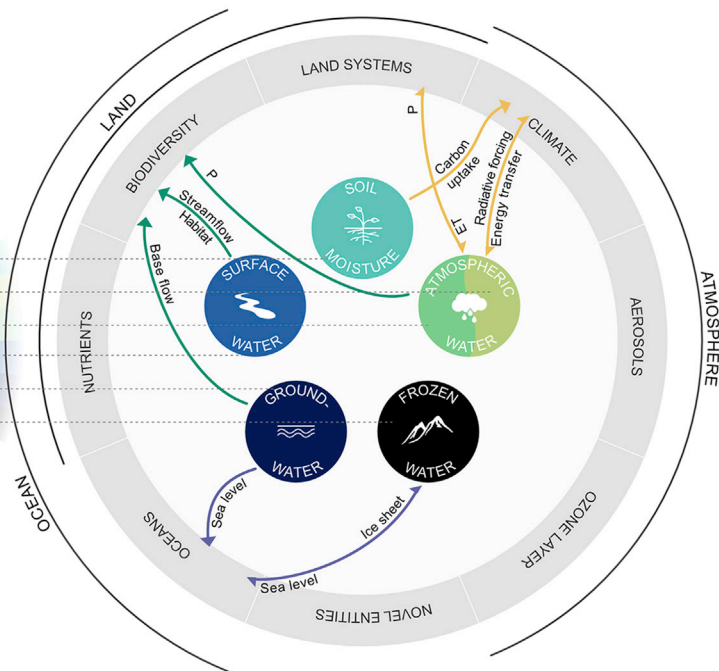 LAND
ATMOSPHERE
OCEAN
LAND SYSTEMS
CLIMATE
AEROSOLS
OZONE LAYER
NOVEL ENTITIES
OCEANS
NUTRIENTS
BIODIVERSITY
P
Carbon
uptake
Radiative forcing
Energy transfer
ET
P
Streamflow
Habitat
Base flow
SOIL
MOISTURE
SURFACE
WATER
ATMOSPHERIC
WATER
GROUND-
WATER
FROZEN
WATER
Sea level
Ice sheet
Sea level